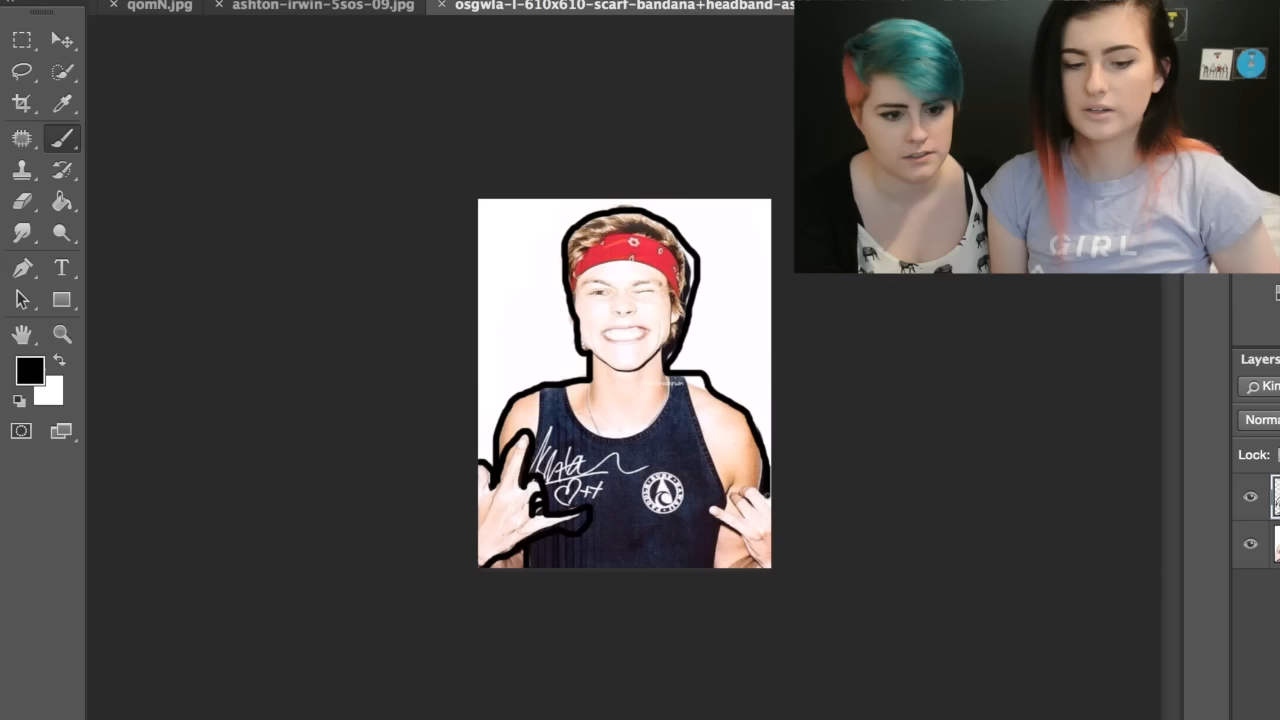 qomN.jpg
ashton-irwin-5sos-09.jpg
osgwla-l-610x610-scarf-bandana+headband-as
GIRL
T
Layers
Kin
Norma
Lock: